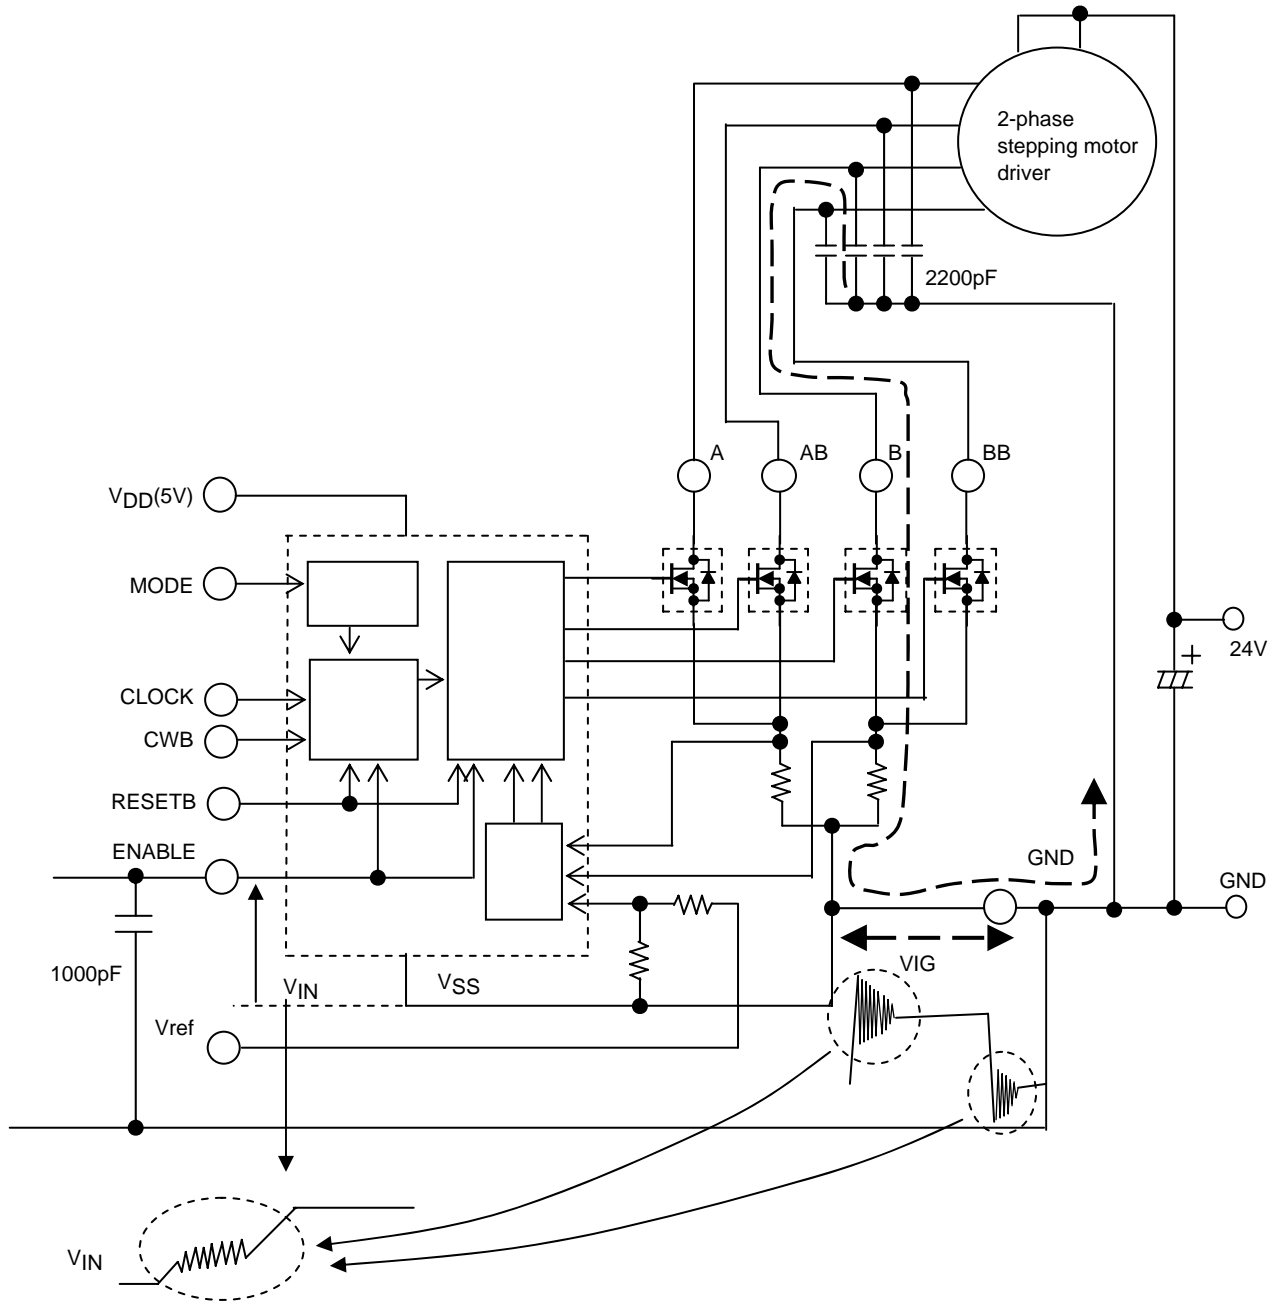 2-phase
stepping motor
driver
2200pF
A
AB
B
BB
VDD(5V)
MODE
CLOCK
CWB
RESETB
ENABLE
24V
+
GND
GND
1000pF
VIN
VSS
VIG
Vref
VIN